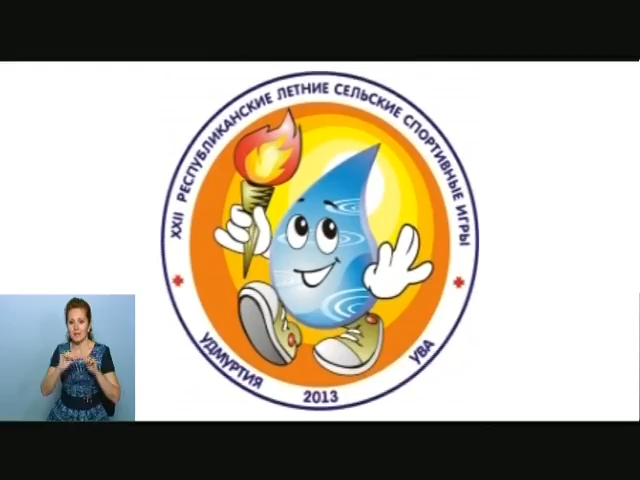 XXII РЕСПУБЛИКАНСКИЕ ЛЕТНИЕ СЕЛЬСКИЕ СПОРТИВНЫЕ ИГРЫ
УДМУРТИЯ
2013
УВА